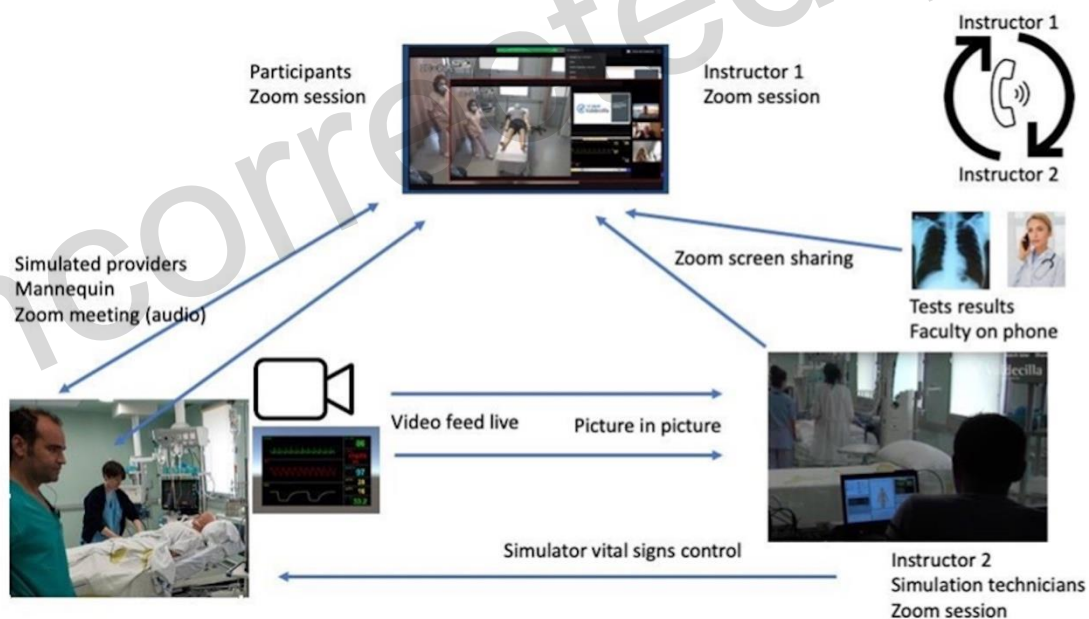 Instructor 1
Participants
Zoom session
Instructor 1
Zoom session
Instructor 2
Simulated providers
Mannequin
Zoom meeting (audio)
Zoom screen sharing
Tests results
Faculty on phone
Video feed live
Picture in picture
Simulator vital signs control
Instructor 2
Simulation technicians
Zoom session
97